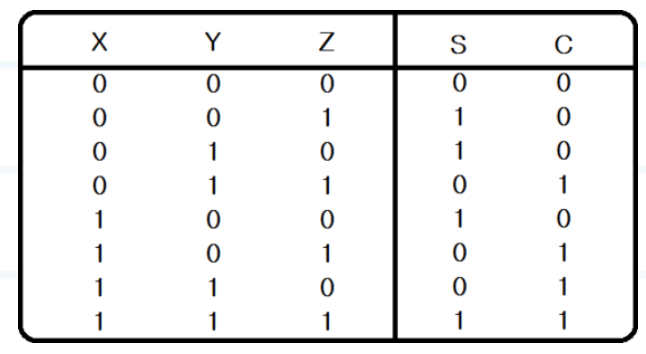 X Y Z S C
0 0 0 0 0
0 0 1 1 0
0 1 0 1 0
0 1 1 0 1
1 0 0 1 0
1 0 1 0 1
1 1 0 0 1
1 1 1 1 1